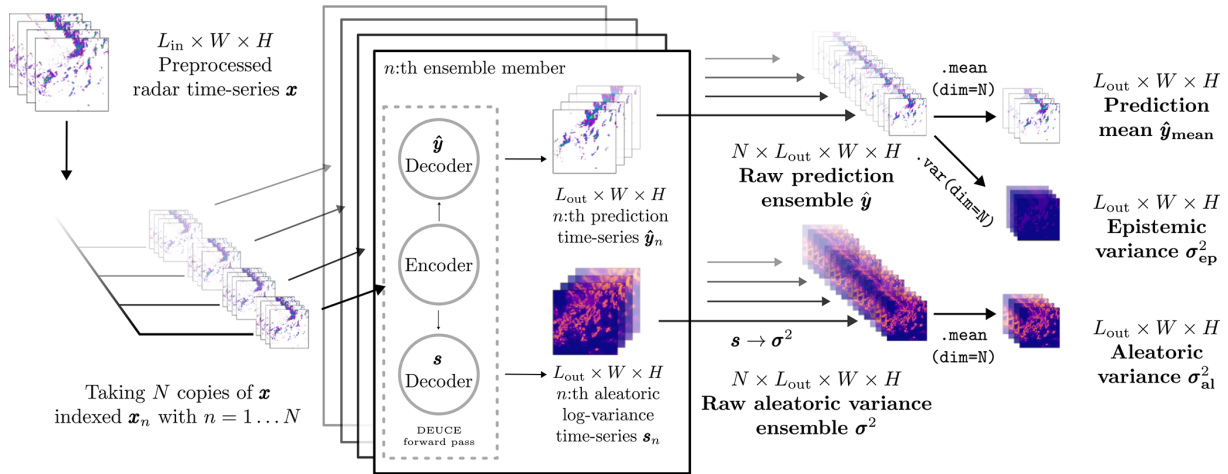 L_in × W × H
Preprocessed
radar time-series x
Taking N copies of x
indexed x_n with n = 1 … N
n:th ensemble member
ŷ
Decoder
Encoder
s
Decoder
DEUCE
forward pass
L_out × W × H
n:th prediction
time-series ŷ_n
L_out × W × H
n:th aleatoric
log-variance
time-series s_n
N × L_out × W × H
Raw prediction
ensemble ŷ
s → σ²
N × L_out × W × H
Raw aleatoric variance
ensemble σ²
.mean
(dim=N)
.var(dim=N)
.mean
(dim=N)
L_out × W × H
Prediction
mean ŷ_mean
L_out × W × H
Epistemic
variance σ²_ep
L_out × W × H
Aleatoric
variance σ²_al